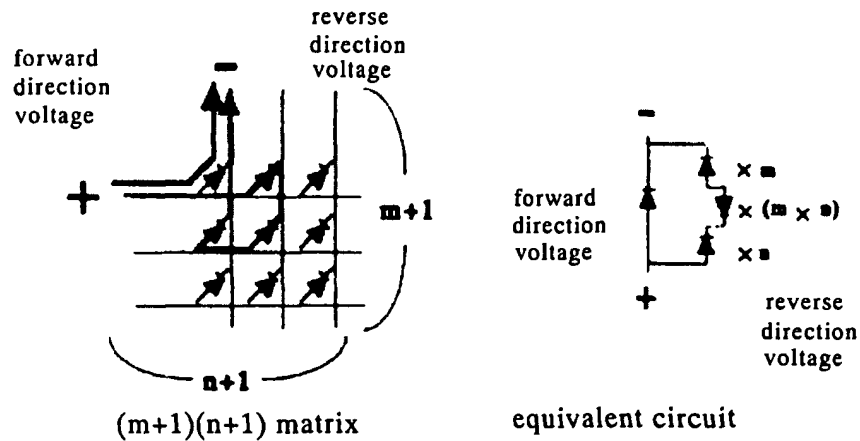 forward
direction
voltage
−
reverse
direction
voltage
+
m+1
n+1
(m+1)(n+1) matrix
−
× m
forward
direction
voltage
× (m × n)
× n
+
reverse
direction
voltage
equivalent circuit